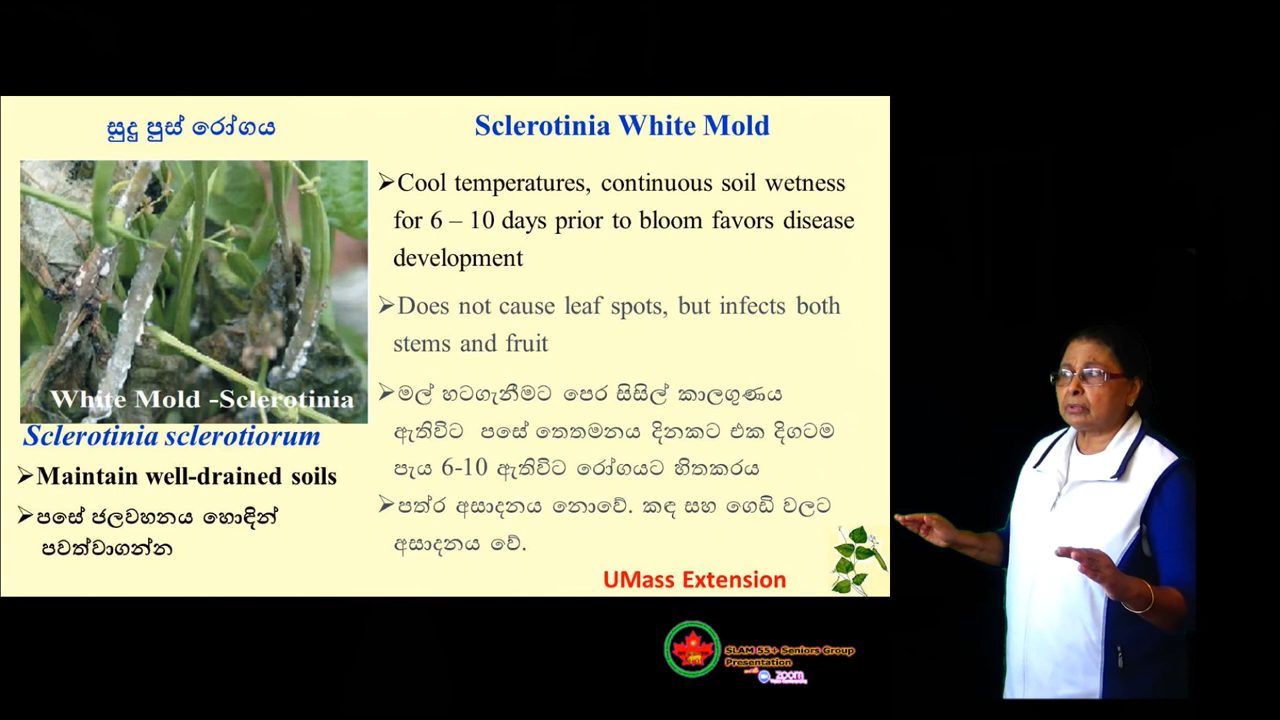 සුදු පුස් රෝගය
White Mold -Sclerotinia
Sclerotinia sclerotiorum
➢Maintain well-drained soils
➢පසේ ජලවහනය හොඳින්
පවත්වාගන්න
Sclerotinia White Mold
➢Cool temperatures, continuous soil wetness
for 6 – 10 days prior to bloom favors disease
development
➢Does not cause leaf spots, but infects both
stems and fruit
➢මල් හටගැනීමට පෙර සිසිල් කාලගුණය
ඇතිවිට පසේ තෙතමනය දිනකට එක දිගටම
පැය 6-10 ඇතිවිට රෝගයට හිතකරය
➢පත්ර අසාදනය නොවේ. කඳ සහ ගෙඩි වලට
අසාදනය වේ.
UMass Extension
SLAM 55+ Seniors Group
Presentation
zoom